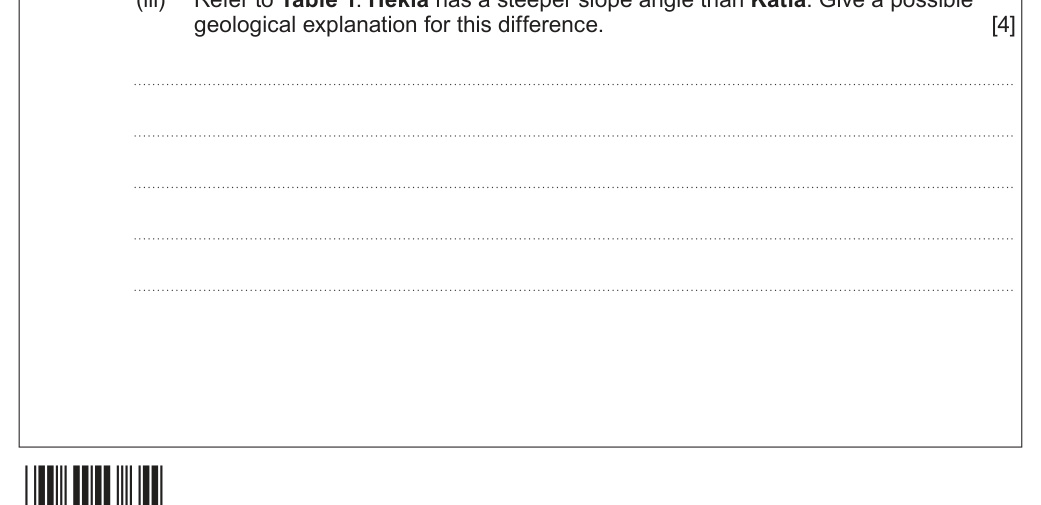 (iii) Refer to Table 1. Hekla has a steeper slope angle than Katla. Give a possible
geological explanation for this difference. [4]